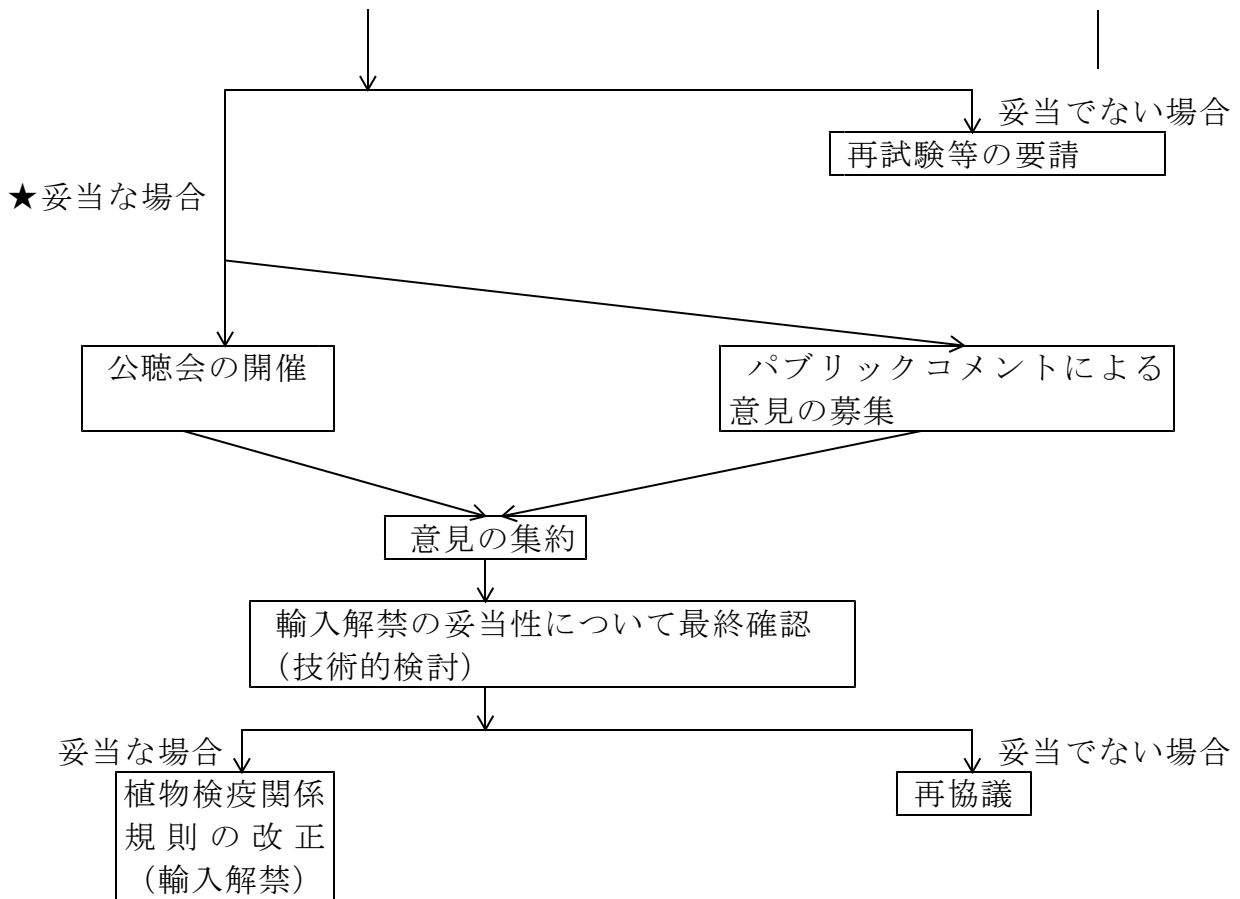 妥当でない場合
再試験等の要請
★妥当な場合
公聴会の開催
パブリックコメントによる
意見の募集
意見の集約
輸入解禁の妥当性について最終確認
（技術的検討）
妥当な場合
妥当でない場合
植物検疫関係
規則の改正
（輸入解禁）
再協議